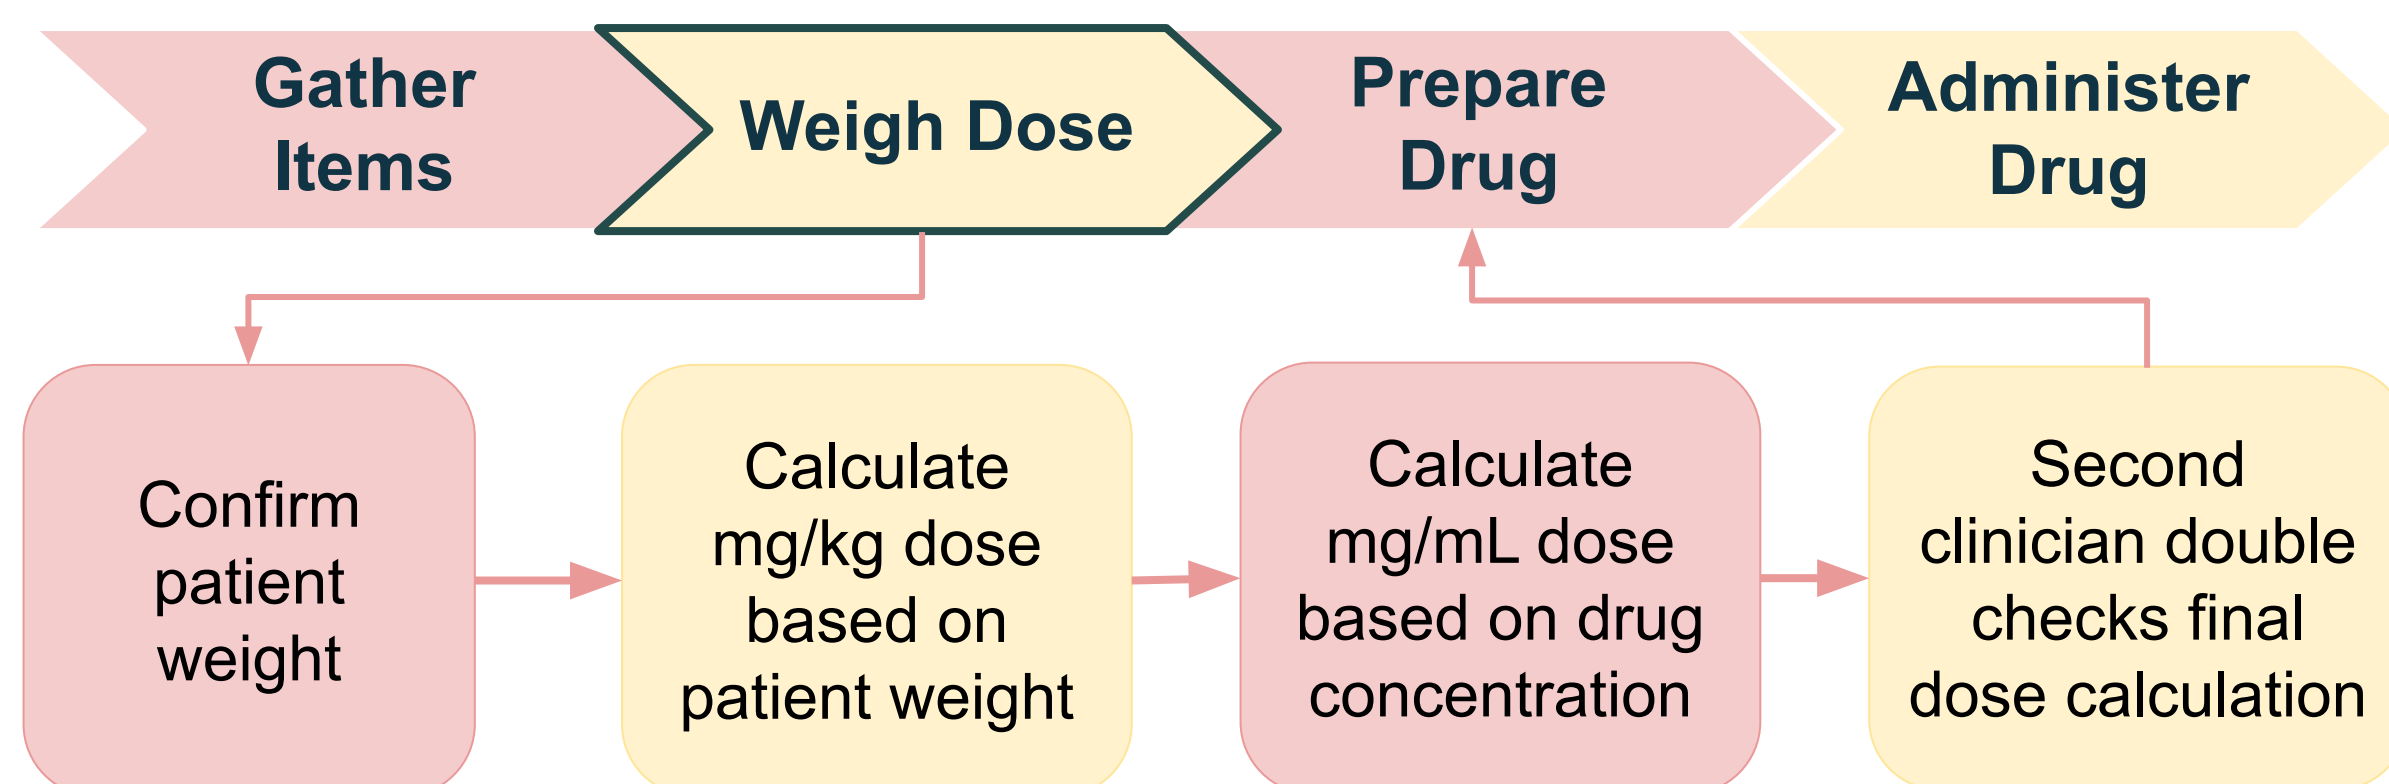 Gather
Items
Weigh Dose
Prepare
Drug
Administer
Drug
Confirm
patient
weight
Calculate
mg/kg dose
based on
patient weight
Calculate
mg/mL dose
based on drug
concentration
Second
clinician double
checks final
dose calculation